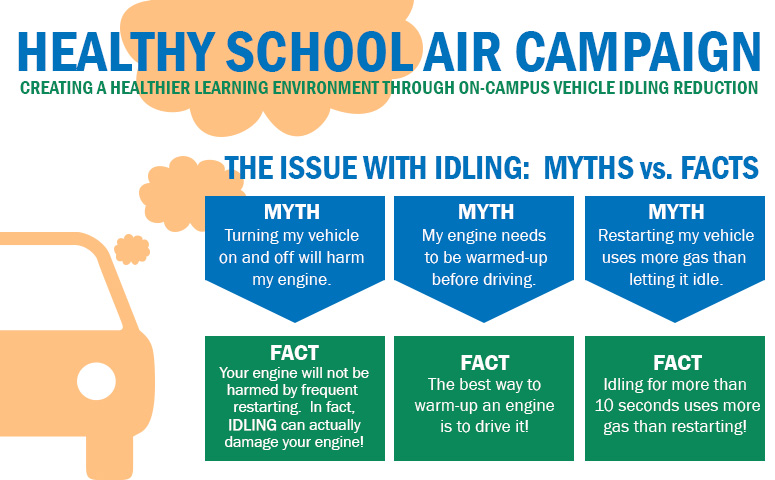 HEALTHY SCHOOL AIR CAMPAIGN
CREATING A HEALTHIER LEARNING ENVIRONMENT THROUGH ON-CAMPUS VEHICLE IDLING REDUCTION
THE ISSUE WITH IDLING: MYTHS vs. FACTS
MYTH
Turning my vehicle
on and off will harm
my engine.
MYTH
My engine needs
to be warmed-up
before driving.
MYTH
Restarting my vehicle
uses more gas than
letting it idle.
FACT
Your engine will not be
harmed by frequent
restarting. In fact,
IDLING can actually
damage your engine!
FACT
The best way to
warm-up an engine
is to drive it!
FACT
Idling for more than
10 seconds uses more
gas than restarting!